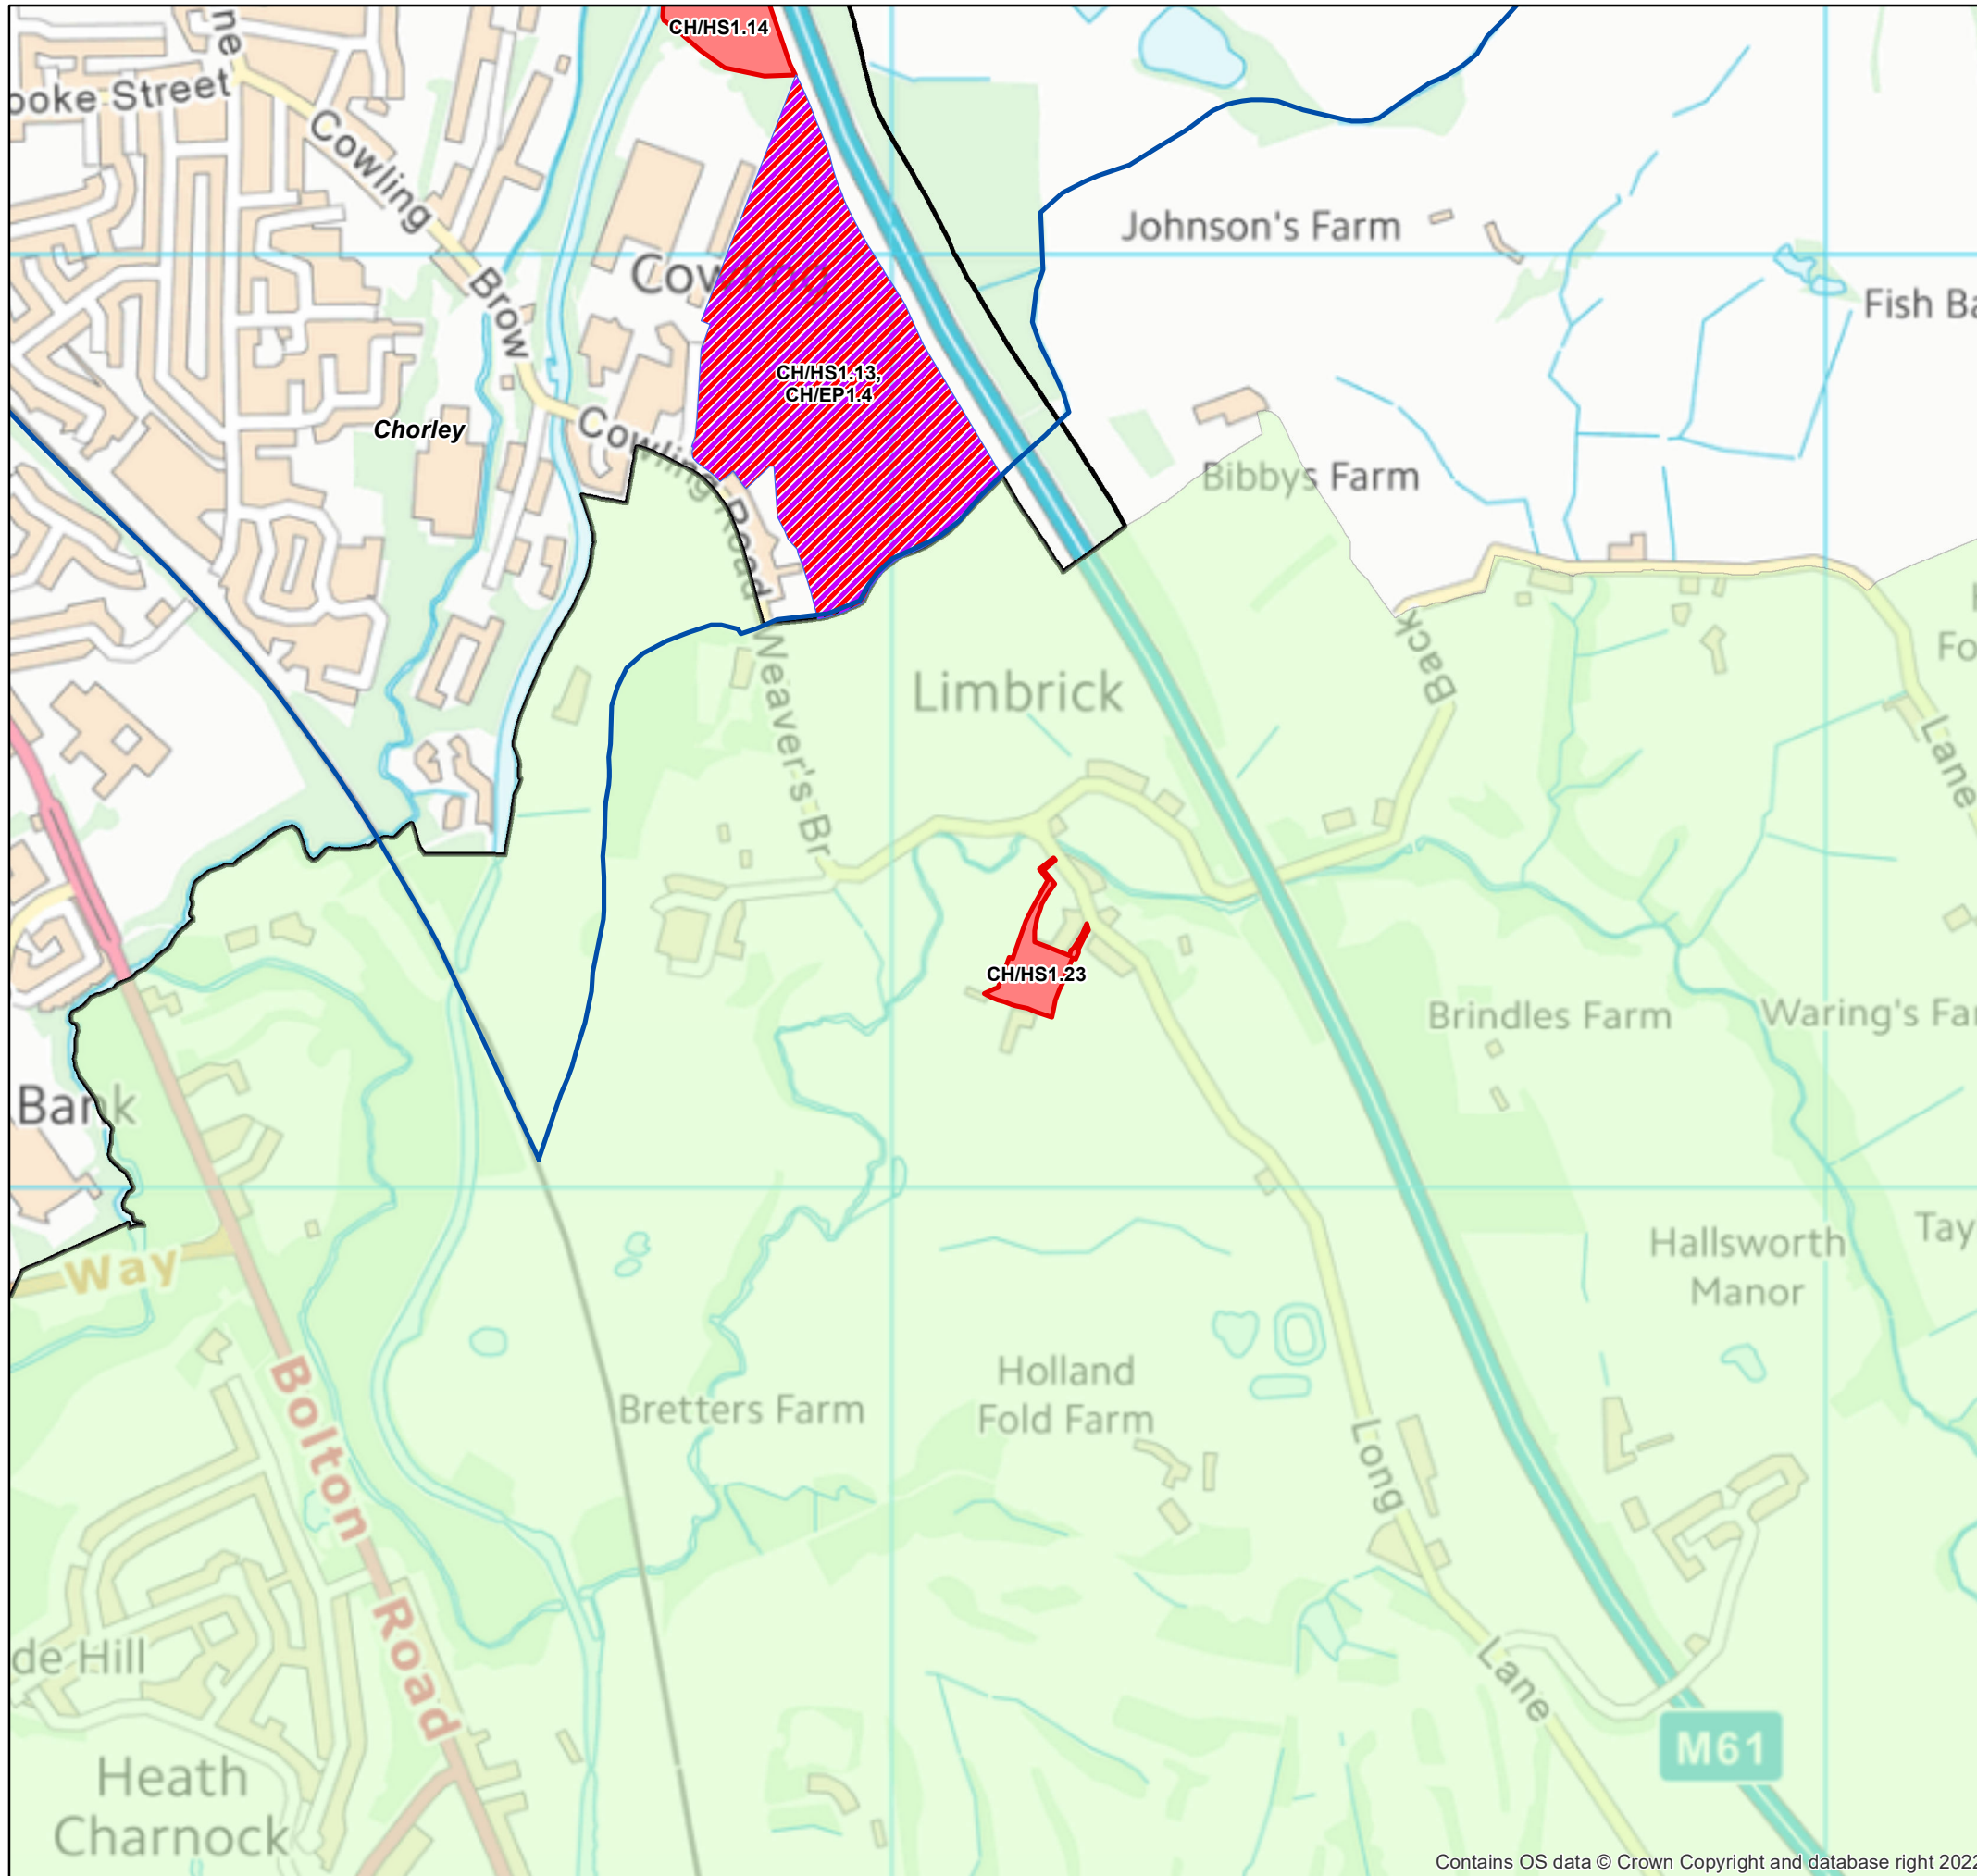 CH/HS1.14
ooke Street
Cowling
Brow
Johnson's Farm
Cowling
Fish Ba
CH/HS1.13,
CH/EP1.4
Chorley
Cowling Road
Bibbys Farm
Back
Lane
Limbrick
Weaver's Br
CH/HS1.23
Brindles Farm
Waring's Fa
Bank
Tay
Hallsworth
Manor
Way
Holland
Fold Farm
Bretters Farm
Bolton Road
Long
Lane
de Hill
M61
Heath
Charnock
Contains OS data © Crown Copyright and database right 2022